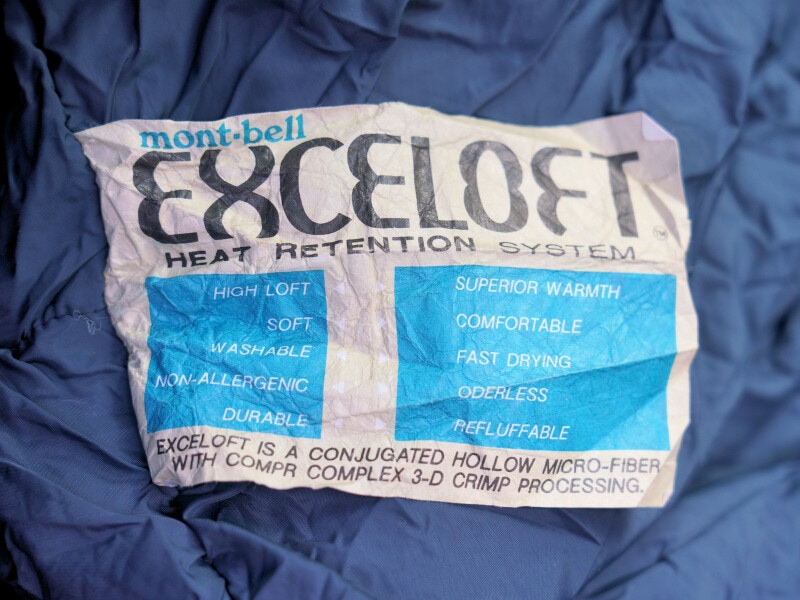 mont-bell
EXCELOFT
TM
HEAT RETENTION SYSTEM
HIGH LOFT
SOFT
WASHABLE
NON-ALLERGENIC
DURABLE
SUPERIOR WARMTH
COMFORTABLE
FAST DRYING
ODERLESS
REFLUFFABLE
EXCELOFT IS A CONJUGATED HOLLOW MICRO-FIBER
WITH COMPR COMPLEX 3-D CRIMP PROCESSING.